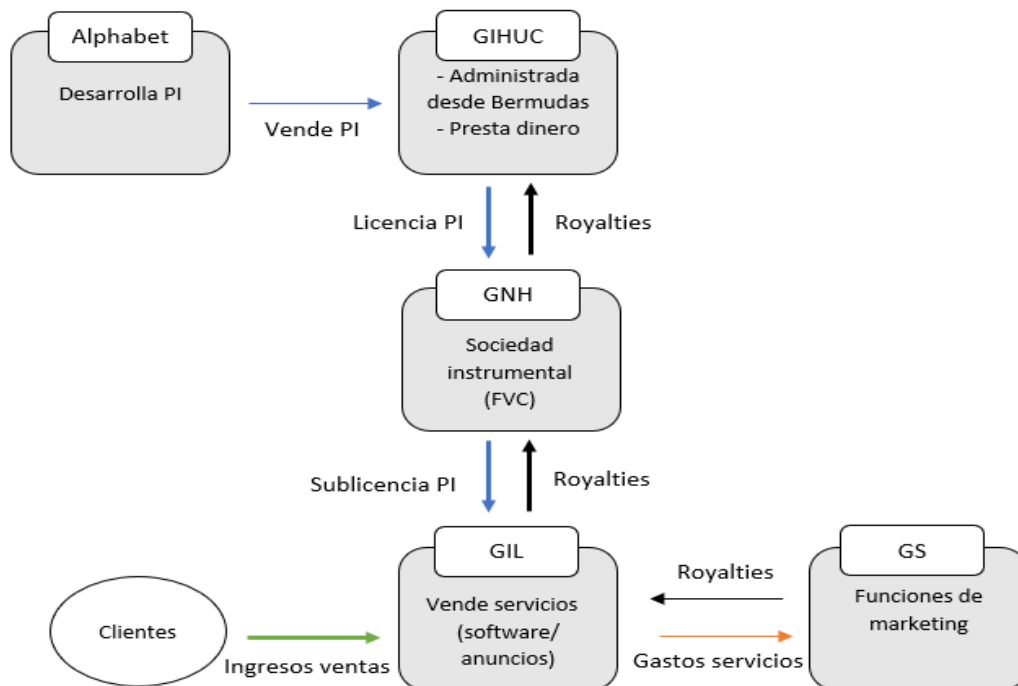 Alphabet
Desarrolla PI
Vende PI
GIHUC
- Administrada
desde Bermudas
- Presta dinero
Licencia PI
Royalties
GNH
Sociedad
instrumental
(FVC)
Sublicencia PI
Royalties
Clientes
Ingresos ventas
GIL
Vende servicios
(software/
anuncios)
Royalties
Gastos servicios
GS
Funciones de
marketing